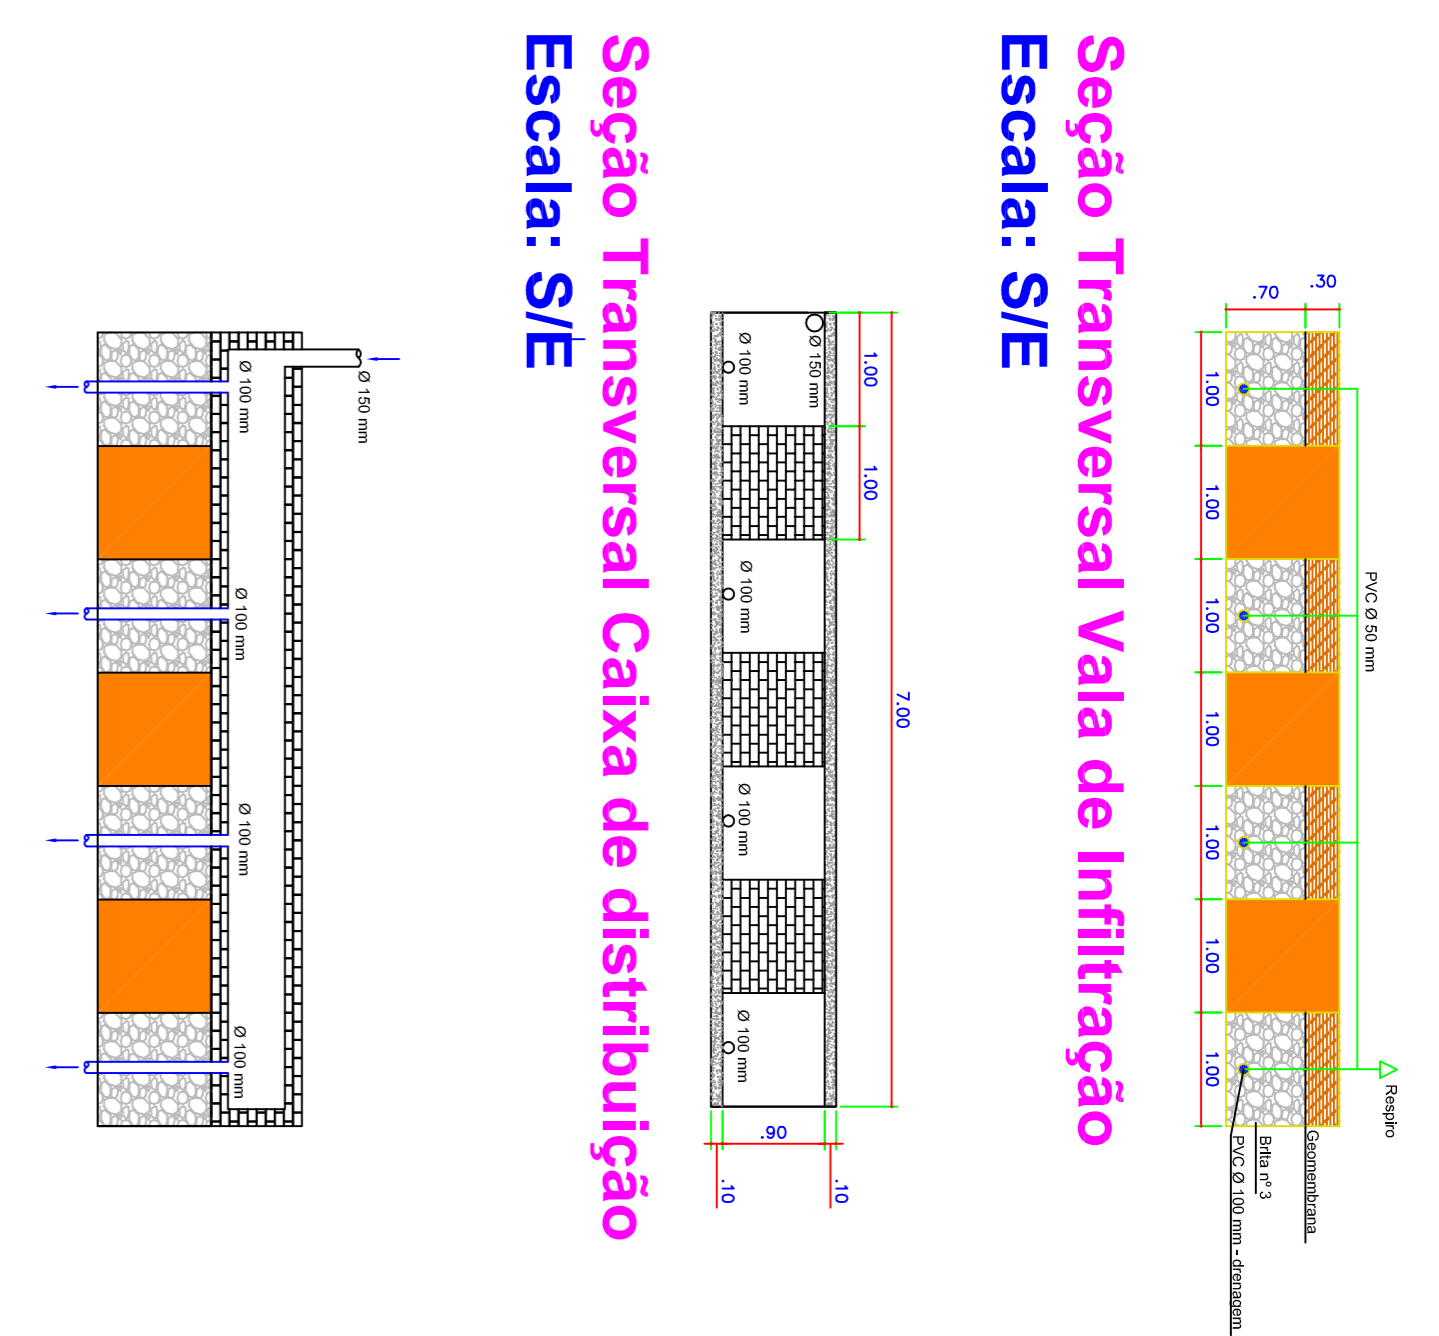 Respiro
PVC Ø 50 mm
.30
.70
1.00
1.00
1.00
1.00
1.00
1.00
1.00
Geomembrana
Brita nº 3
PVC Ø 100 mm - drenagem
Seção Transversal Vala de Infiltração
Escala: S/E
7.00
1.00
1.00
Ø 150 mm
Ø 100 mm
Ø 100 mm
Ø 100 mm
Ø 100 mm
.10
.90
.10
Seção Transversal Caixa de distribuição
Escala: S/E
Ø 150 mm
Ø 100 mm
Ø 100 mm
Ø 100 mm
Ø 100 mm